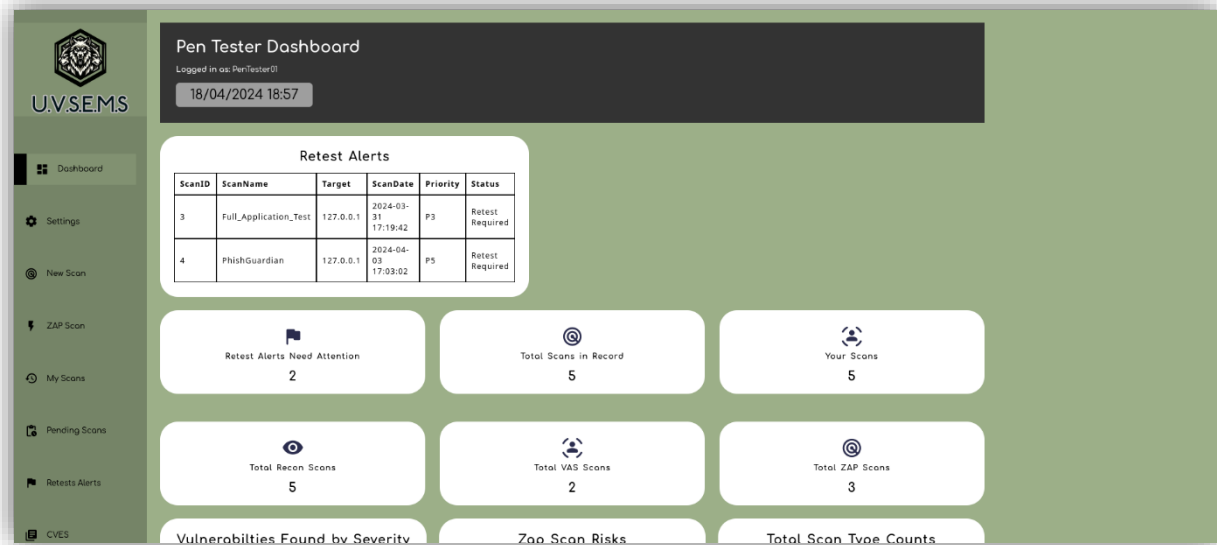 U.V.S.E.M.S
Dashboard
Settings
New Scan
ZAP Scan
My Scans
Pending Scans
Retests Alerts
CVES
Pen Tester Dashboard
Logged in as: PenTester01
18/04/2024 18:57
Retest Alerts
ScanID ScanName Target ScanDate Priority Status
3 Full_Application_Test 127.0.0.1 2024-03-31 17:19:42 P3 Retest Required
4 PhishGuardian 127.0.0.1 2024-04-03 17:03:02 P5 Retest Required
Retest Alerts Need Attention
2
Total Scans in Record
5
Your Scans
5
Total Recon Scans
5
Total VAS Scans
2
Total ZAP Scans
3
Vulnerabilties Found by Severity
Zap Scan Risks
Total Scan Type Counts